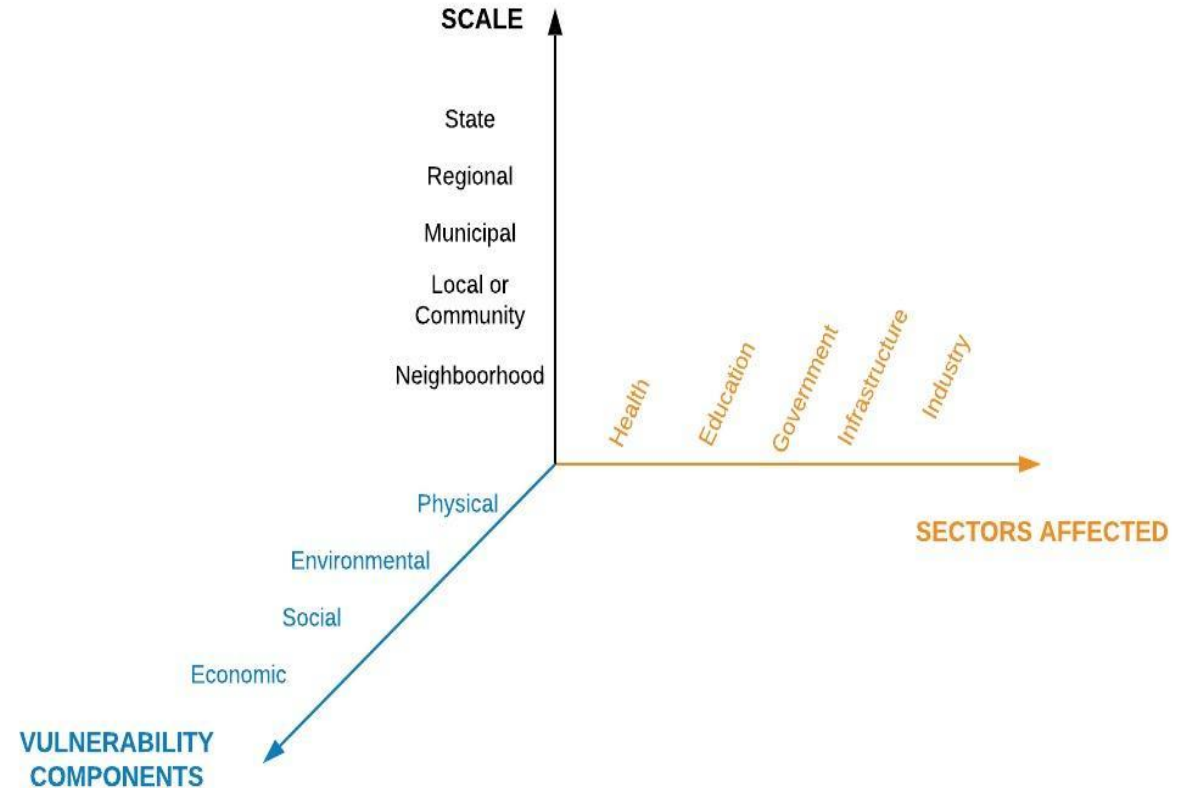 SCALE
State
Regional
Municipal
Local or
Community
Neighboorhood
Health
Education
Government
Infrastructure
Industry
SECTORS AFFECTED
Physical
Environmental
Social
Economic
VULNERABILITY
COMPONENTS